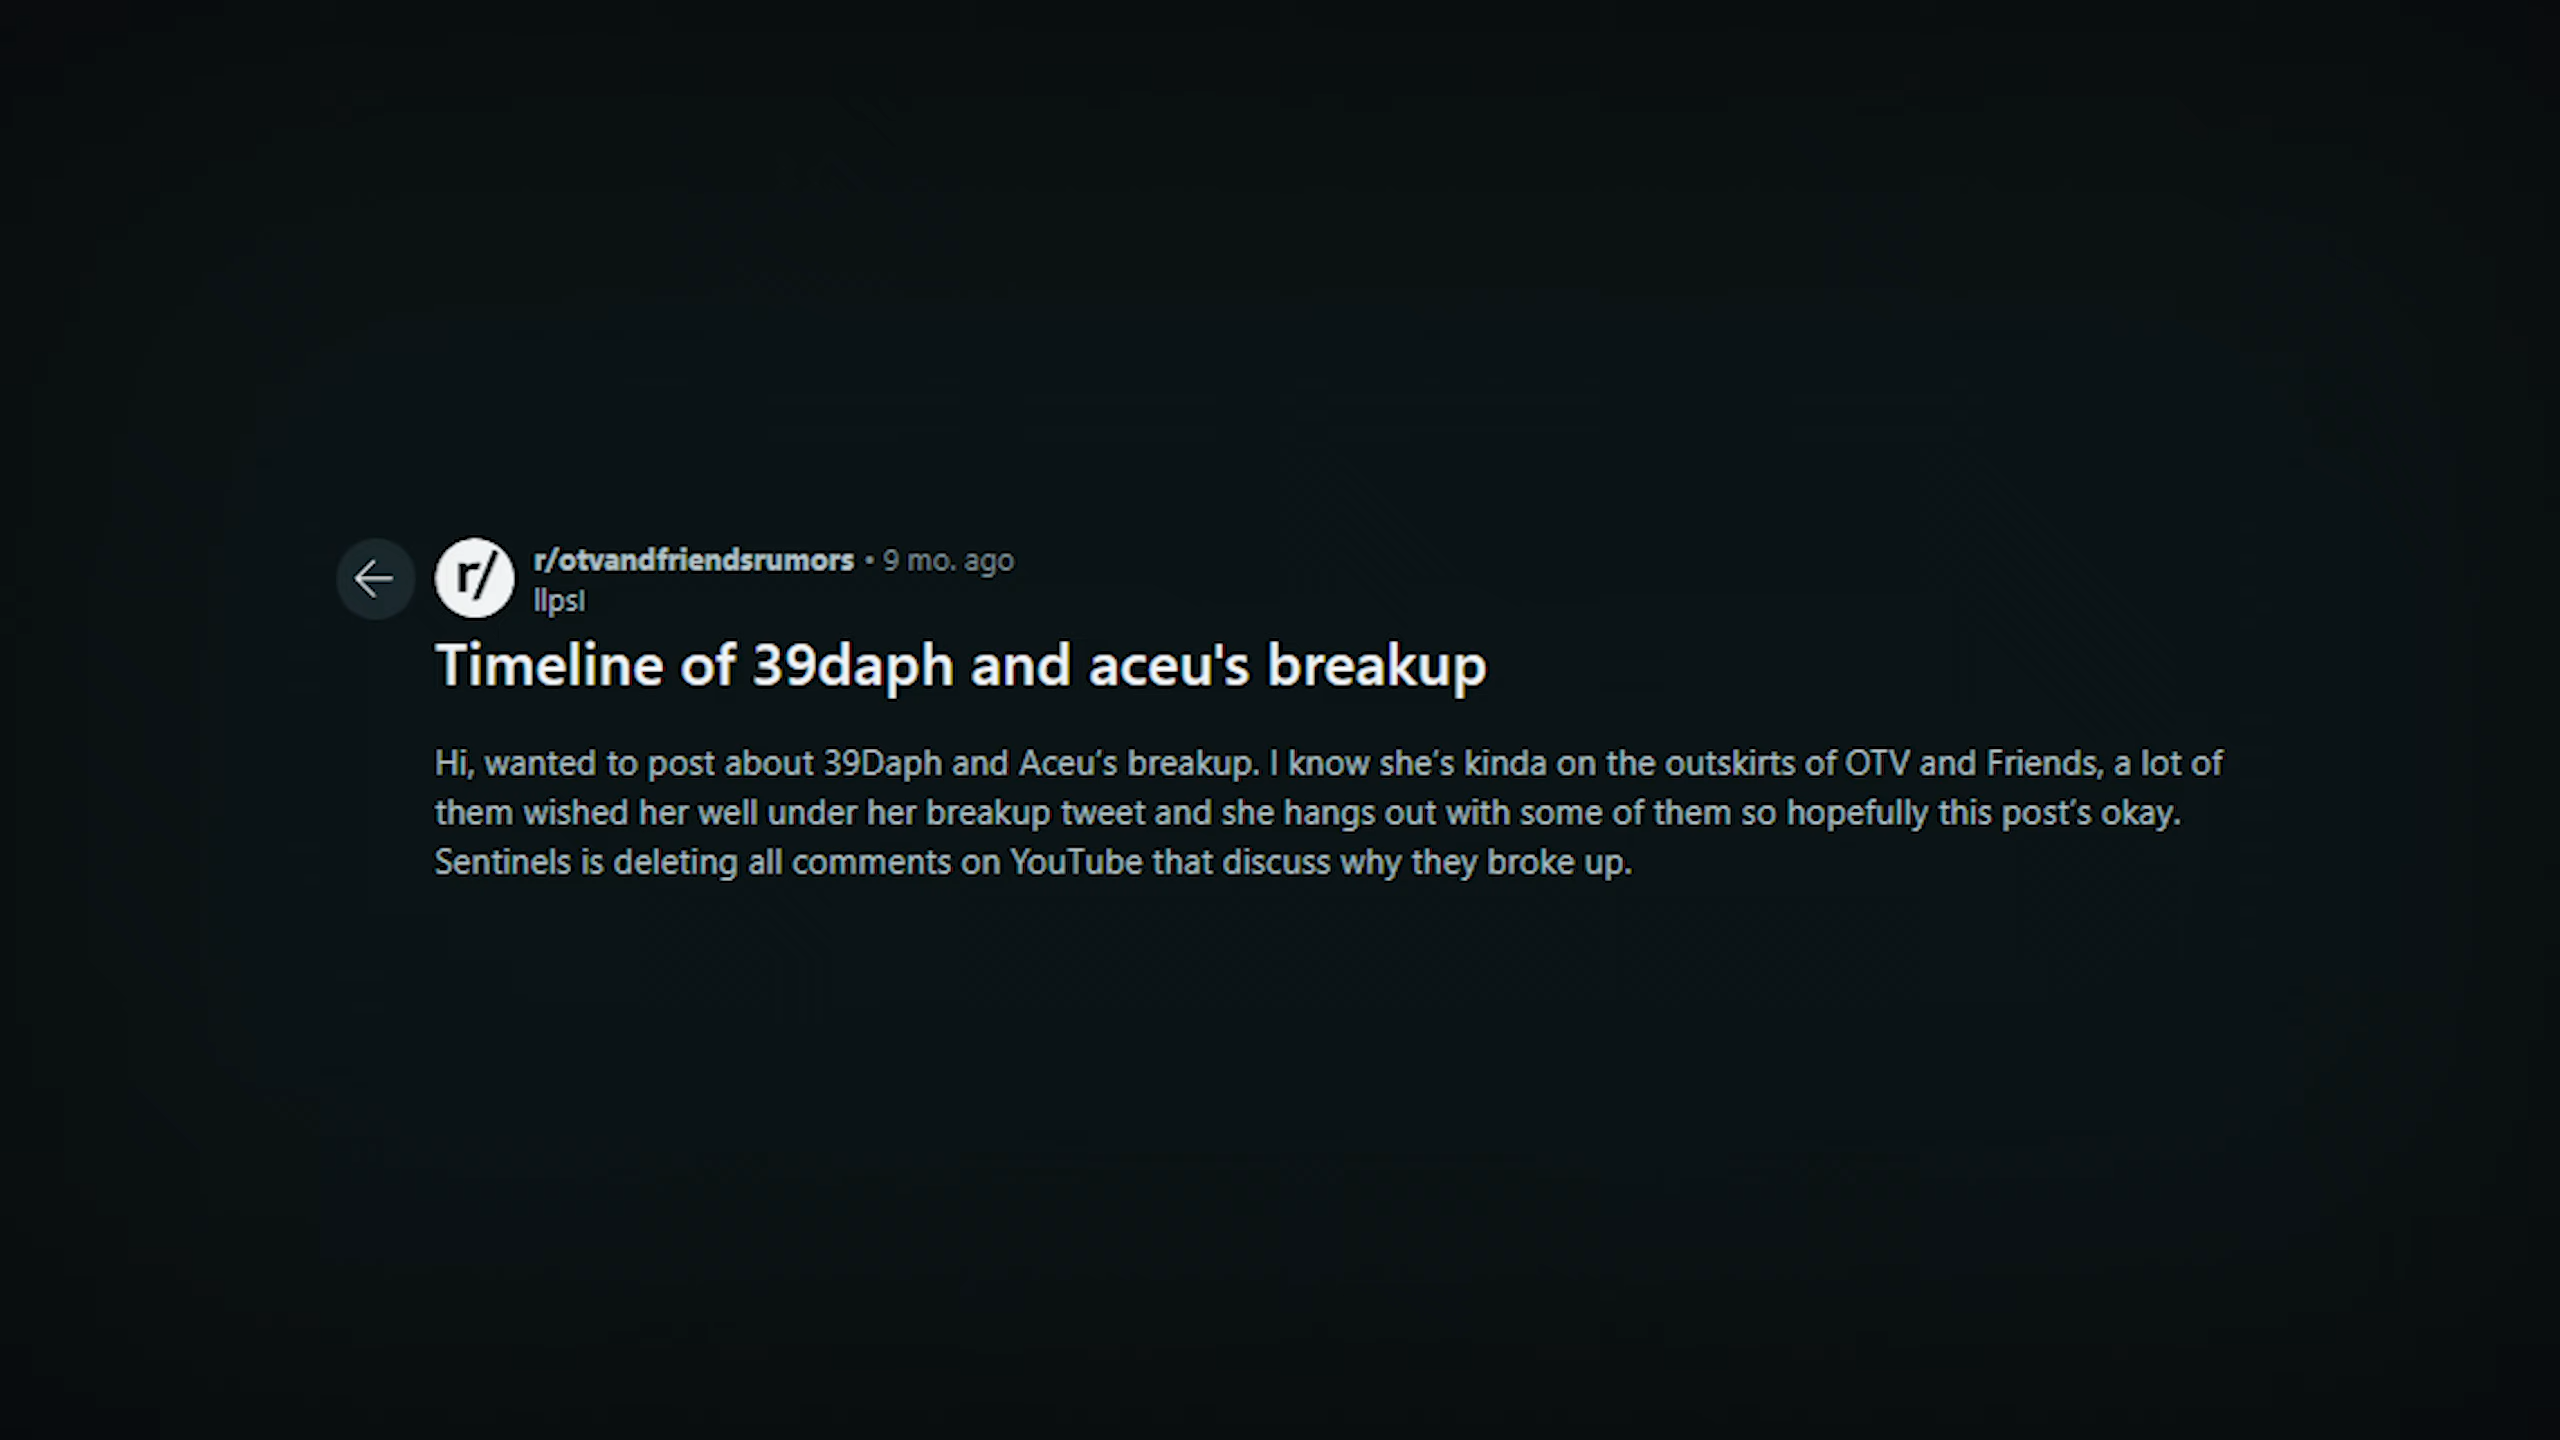 r/
r/otvandfriendsrumors • 9 mo. ago
llpsl
Timeline of 39daph and aceu's breakup
Hi, wanted to post about 39Daph and Aceu’s breakup. I know she’s kinda on the outskirts of OTV and Friends, a lot of
them wished her well under her breakup tweet and she hangs out with some of them so hopefully this post’s okay.
Sentinels is deleting all comments on YouTube that discuss why they broke up.